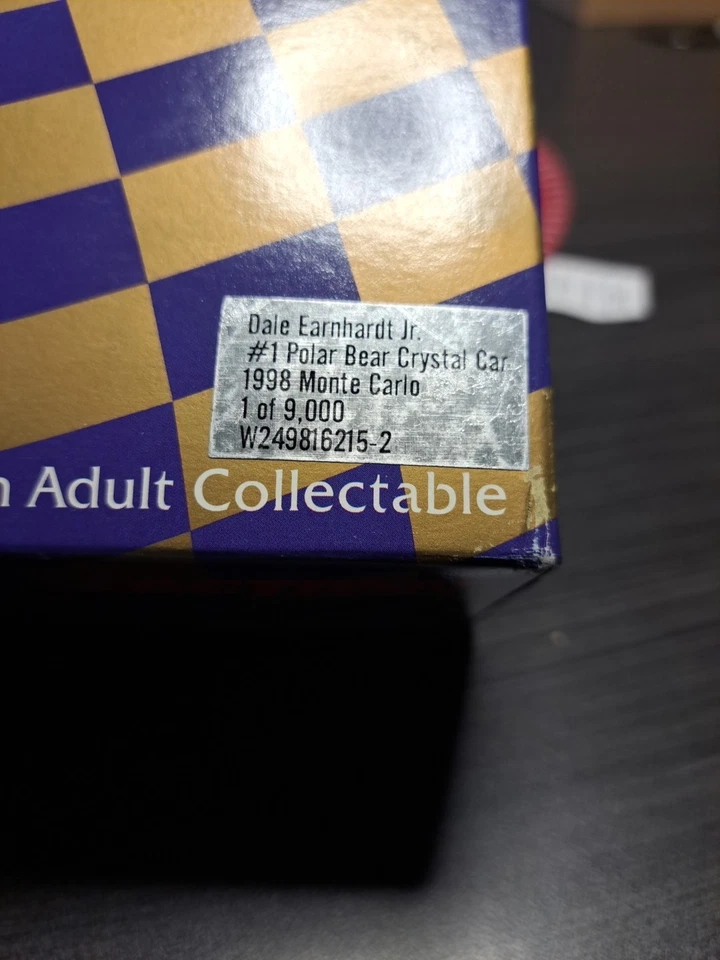 Dale Earnhardt Jr.
#1 Polar Bear Crystal Car
1998 Monte Carlo
1 of 9,000
W249816215-2
n Adult Collectable